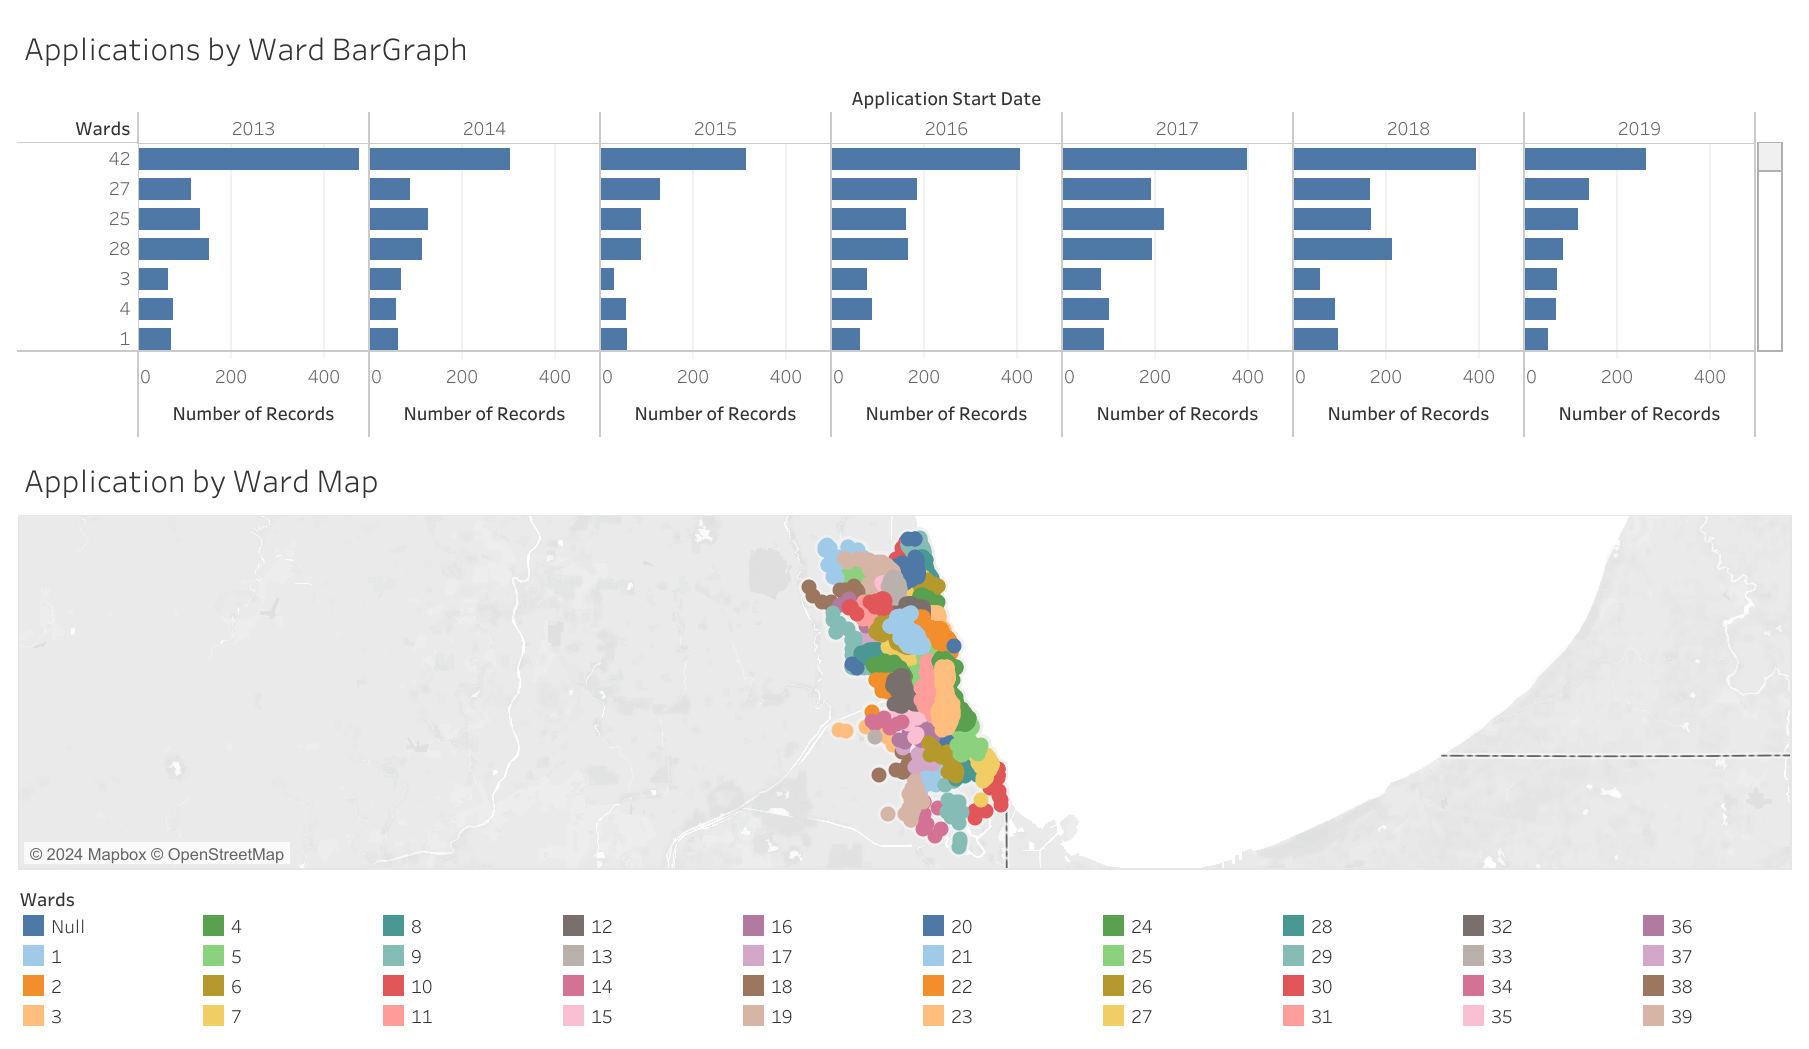 Applications by Ward BarGraph
Application Start Date
Wards 2013 2014 2015 2016 2017 2018 2019
42
27
25
28
3
4
1
0 200 400 0 200 400 0 200 400 0 200 400 0 200 400 0 200 400 0 200 400
Number of Records Number of Records Number of Records Number of Records Number of Records Number of Records Number of Records
Application by Ward Map
© 2024 Mapbox © OpenStreetMap
Wards
Null 4 8 12 16 20 24 28 32 36
1 5 9 13 17 21 25 29 33 37
2 6 10 14 18 22 26 30 34 38
3 7 11 15 19 23 27 31 35 39